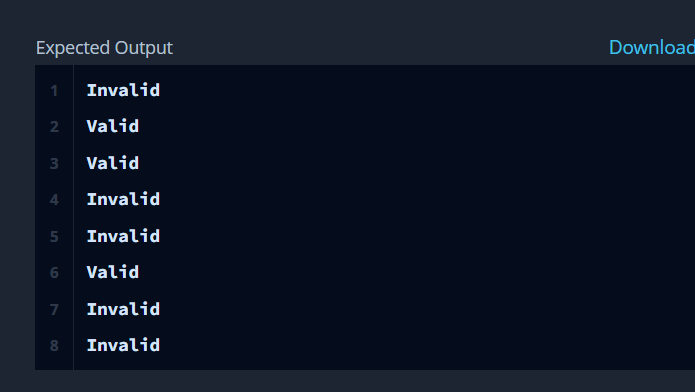 Expected Output Download
1 Invalid
2 Valid
3 Valid
4 Invalid
5 Invalid
6 Valid
7 Invalid
8 Invalid